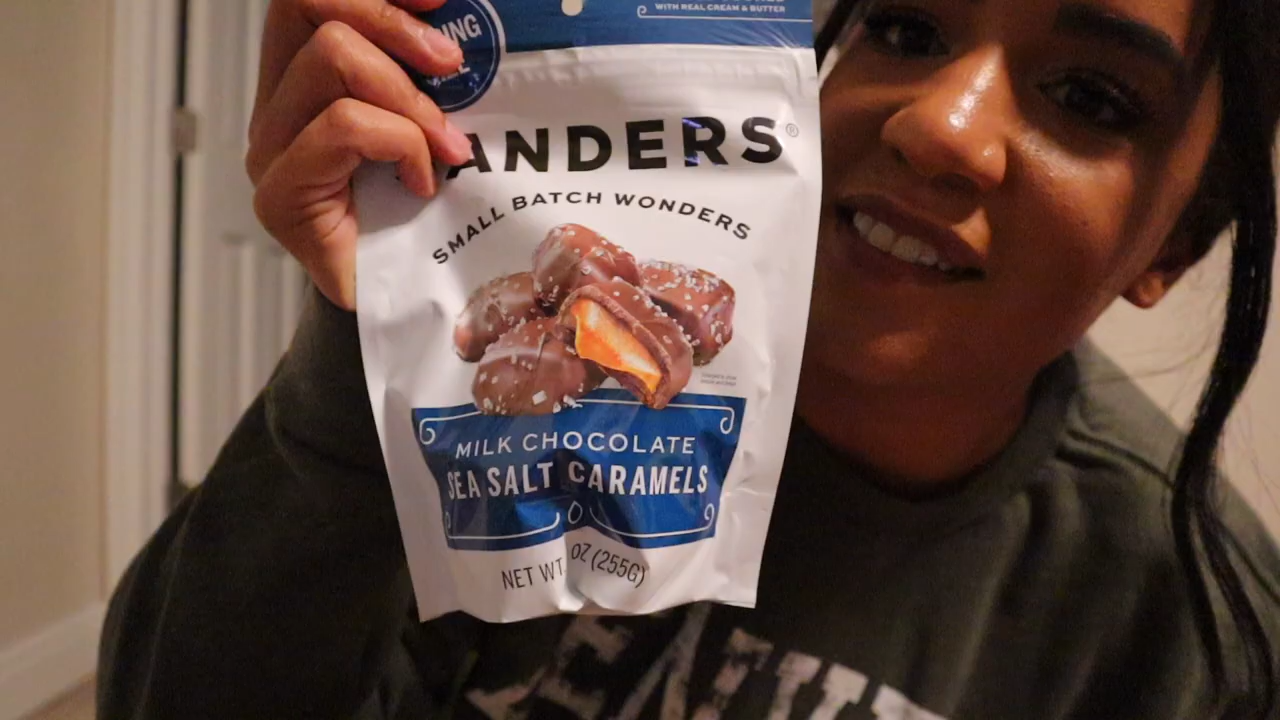 WITH REAL CREAM & BUTTER
ANDERS®
SMALL BATCH WONDERS
MILK CHOCOLATE
SEA SALT CARAMELS
NET WT. OZ (255G)